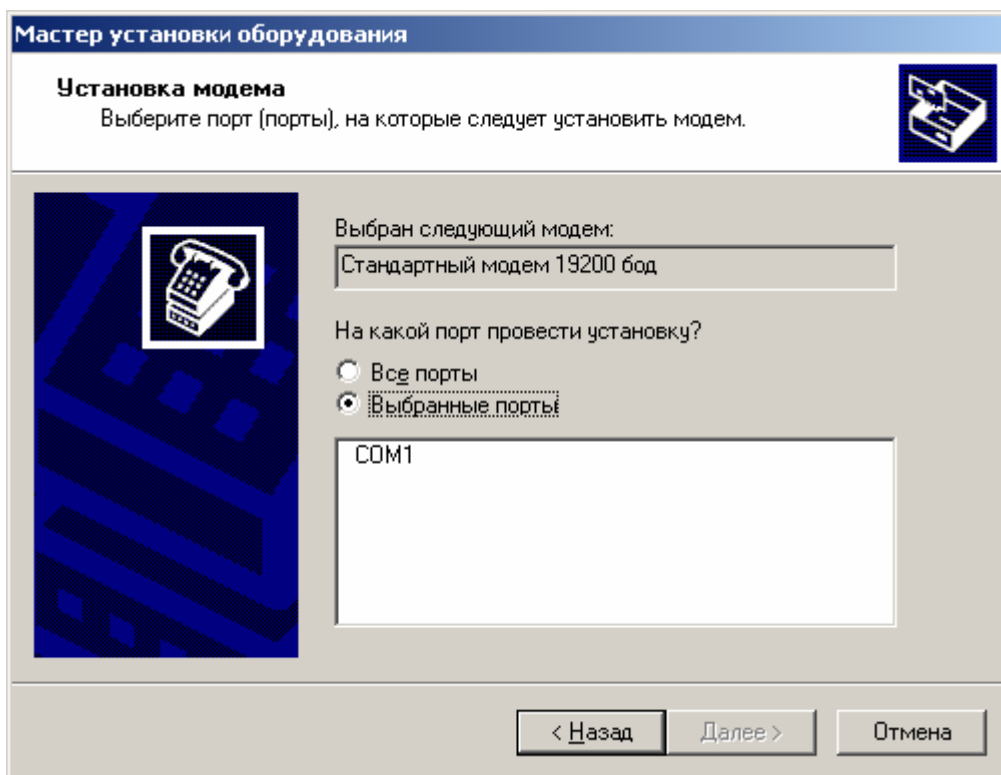 Мастер установки оборудования
Установка модема
Выберите порт (порты), на которые следует установить модем.
Выбран следующий модем:
Стандартный модем 19200 бод
На какой порт провести установку?
Все порты
Выбранные порты
COM1
< Назад
Далее >
Отмена